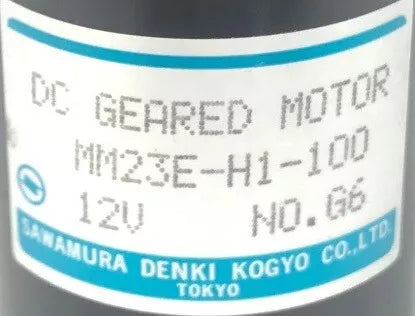 DC GEARED MOTOR
MM23E-H1-100
12V NO.G6
SAWAMURA DENKI KOGYO CO.,LTD.
TOKYO